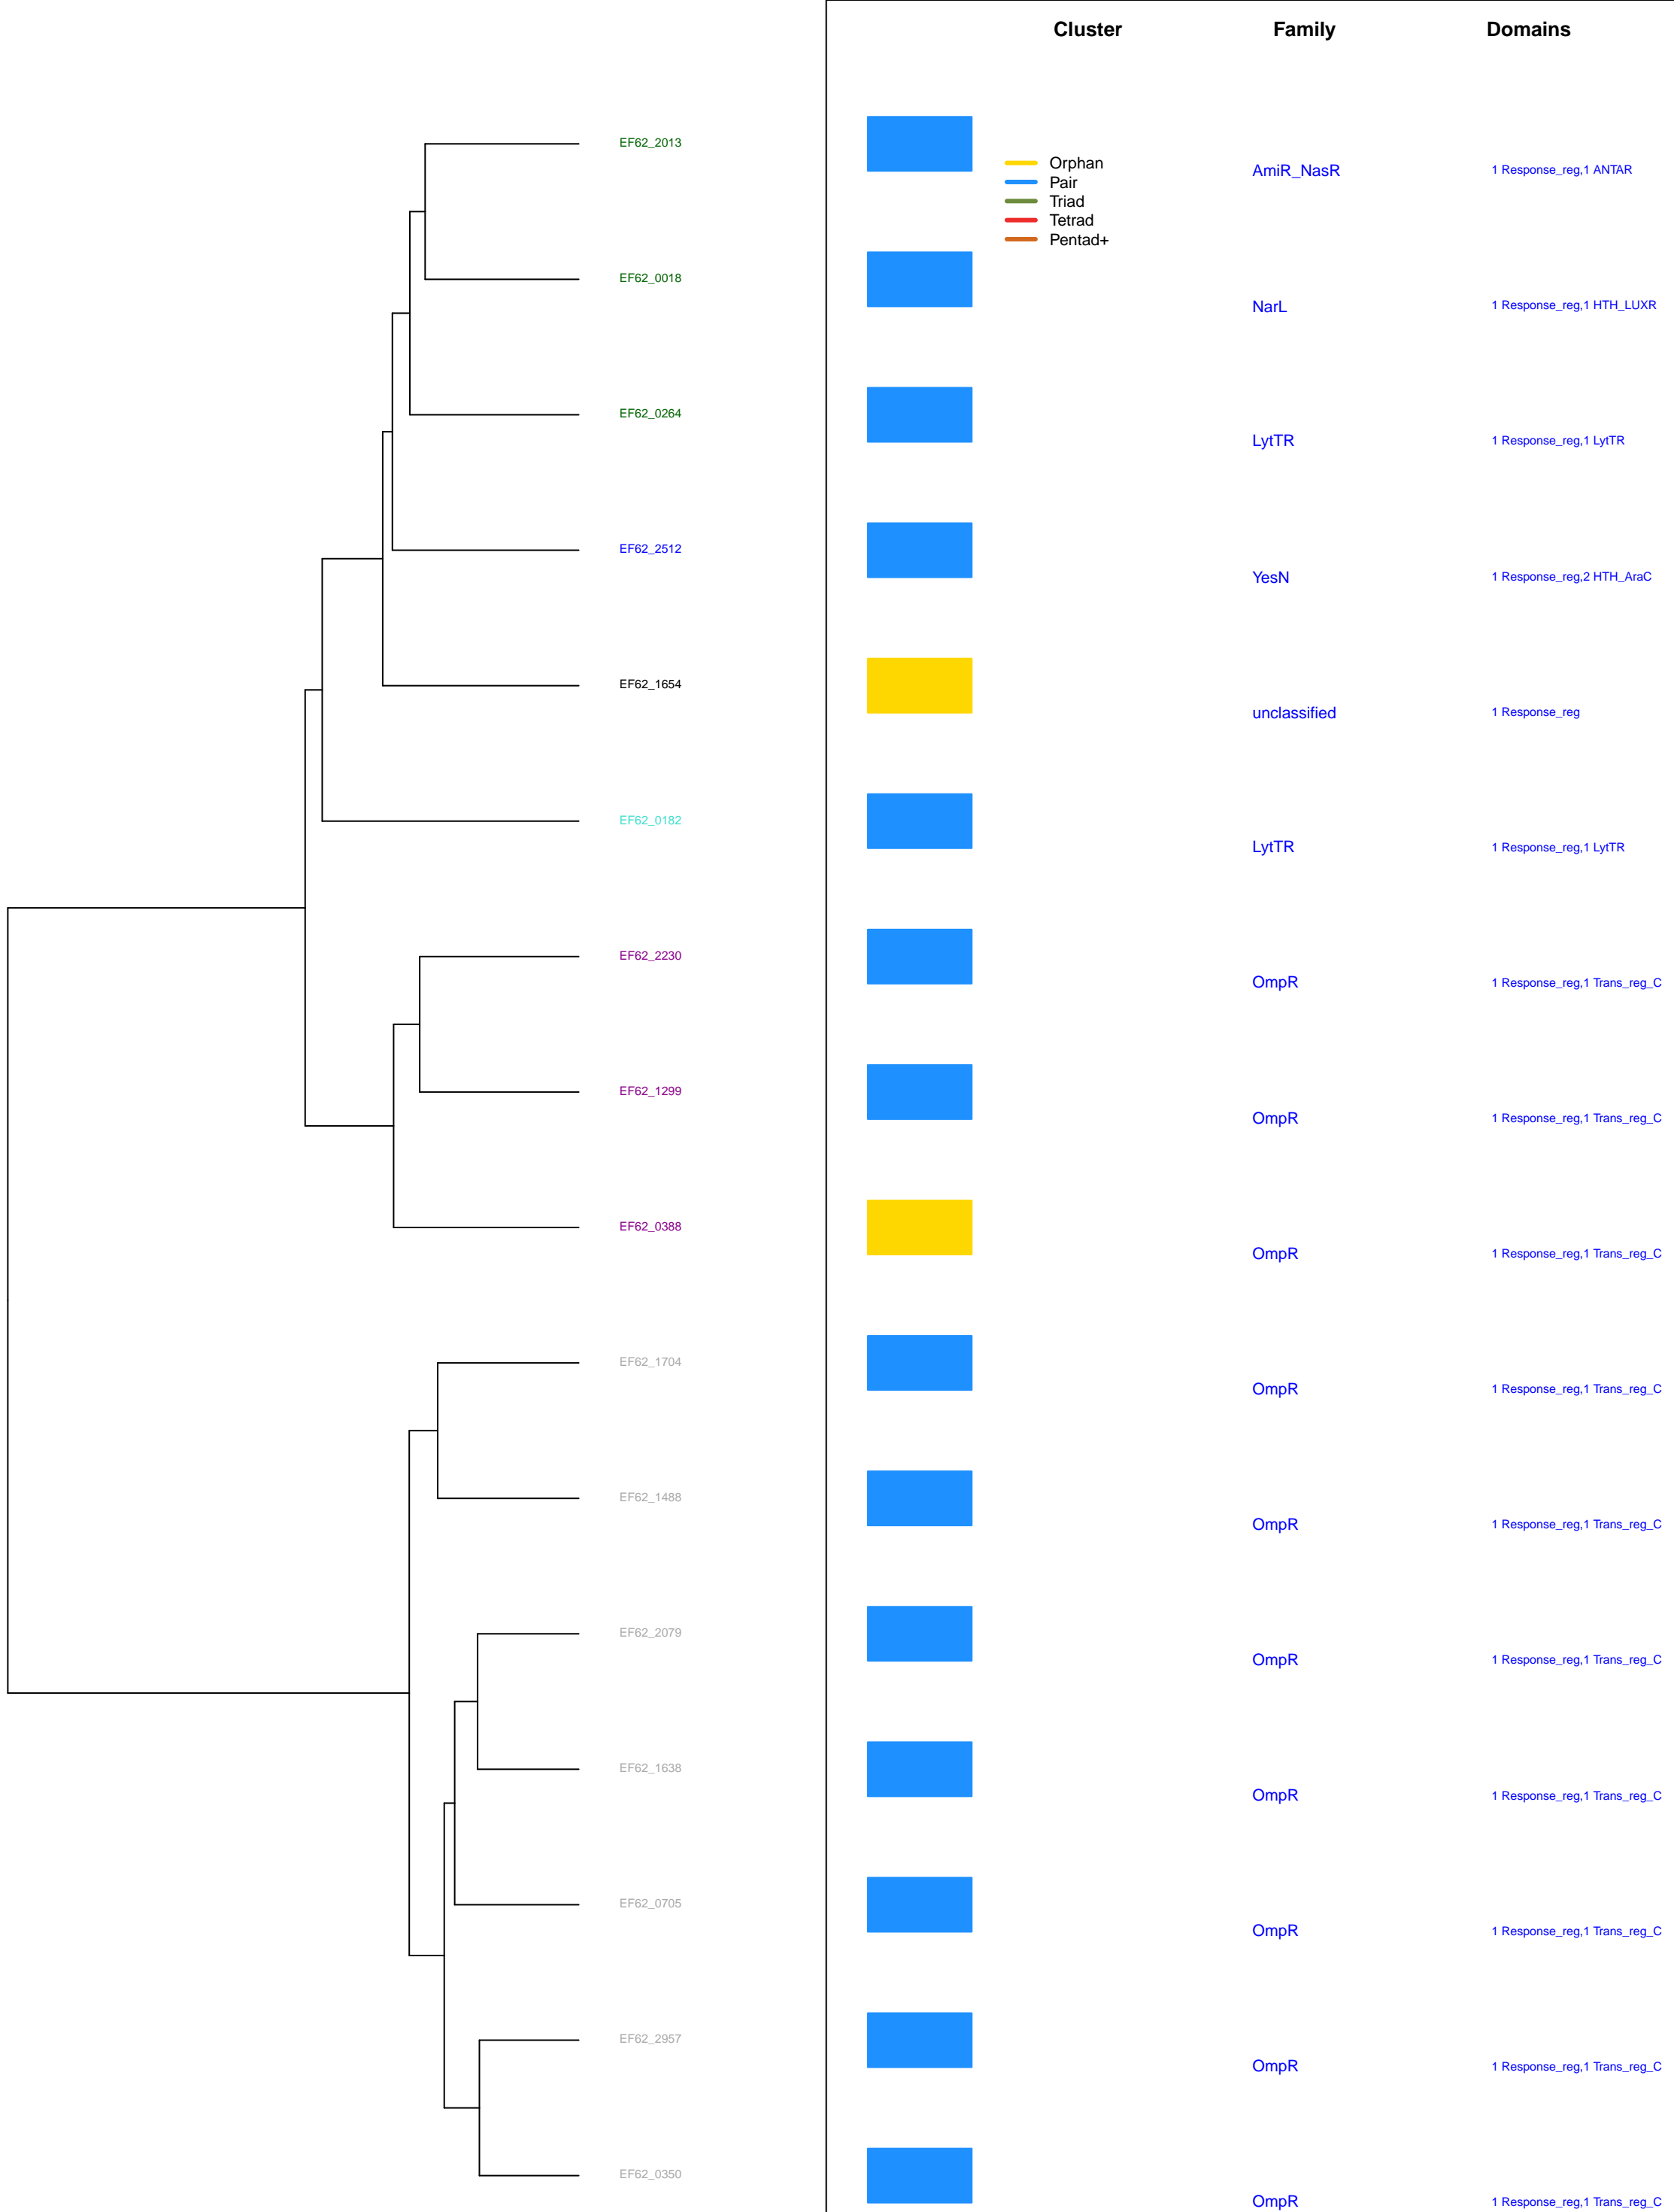 Cluster Family Domains
EF62_2013
Orphan
Pair
Triad
Tetrad
Pentad+
AmiR_NasR 1 Response_reg,1 ANTAR
EF62_0018
NarL 1 Response_reg,1 HTH_LUXR
EF62_0264
LytTR 1 Response_reg,1 LytTR
EF62_2512
YesN 1 Response_reg,2 HTH_AraC
EF62_1654
unclassified 1 Response_reg
EF62_0182
LytTR 1 Response_reg,1 LytTR
EF62_2230
OmpR 1 Response_reg,1 Trans_reg_C
EF62_1299
OmpR 1 Response_reg,1 Trans_reg_C
EF62_0388
OmpR 1 Response_reg,1 Trans_reg_C
EF62_1704
OmpR 1 Response_reg,1 Trans_reg_C
EF62_1488
OmpR 1 Response_reg,1 Trans_reg_C
EF62_2079
OmpR 1 Response_reg,1 Trans_reg_C
EF62_1638
OmpR 1 Response_reg,1 Trans_reg_C
EF62_0705
OmpR 1 Response_reg,1 Trans_reg_C
EF62_2957
OmpR 1 Response_reg,1 Trans_reg_C
EF62_0350
OmpR 1 Response_reg,1 Trans_reg_C